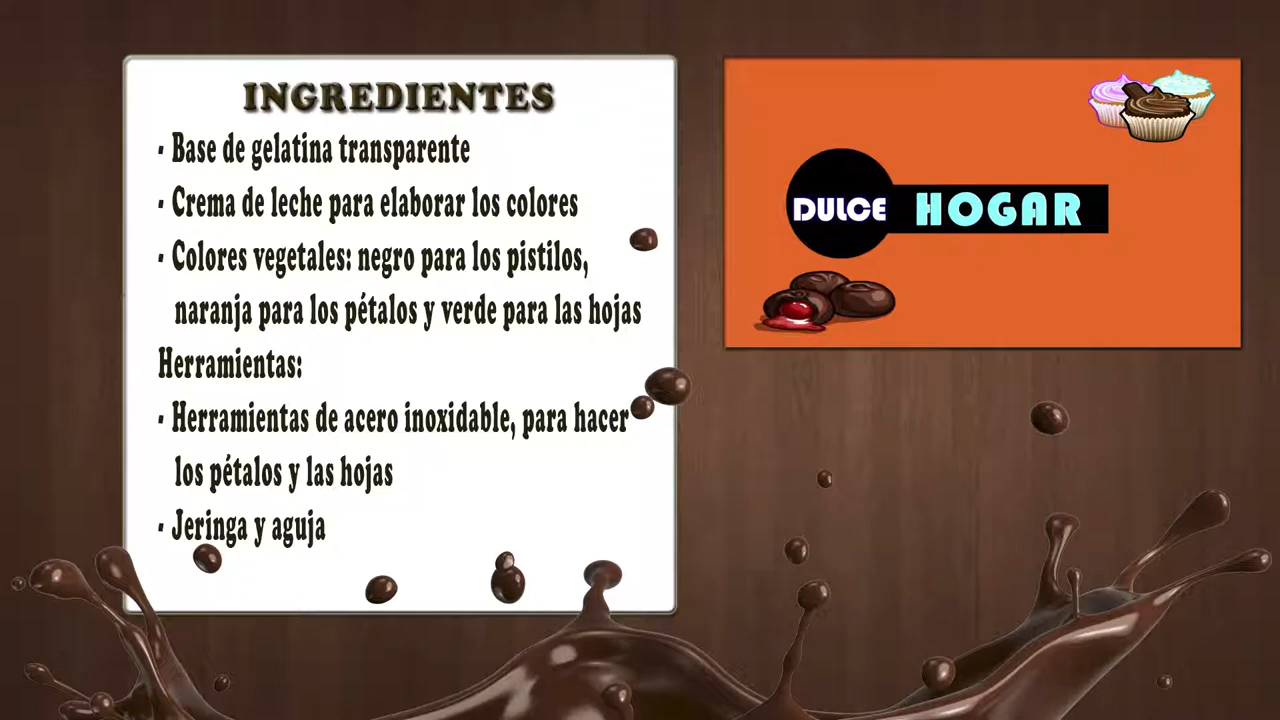 INGREDIENTES
· Base de gelatina transparente
· Crema de leche para elaborar los colores
· Colores vegetales: negro para los pistilos,
naranja para los pétalos y verde para las hojas
Herramientas:
· Herramientas de acero inoxidable, para hacer
los pétalos y las hojas
· Jeringa y aguja
DULCE HOGAR